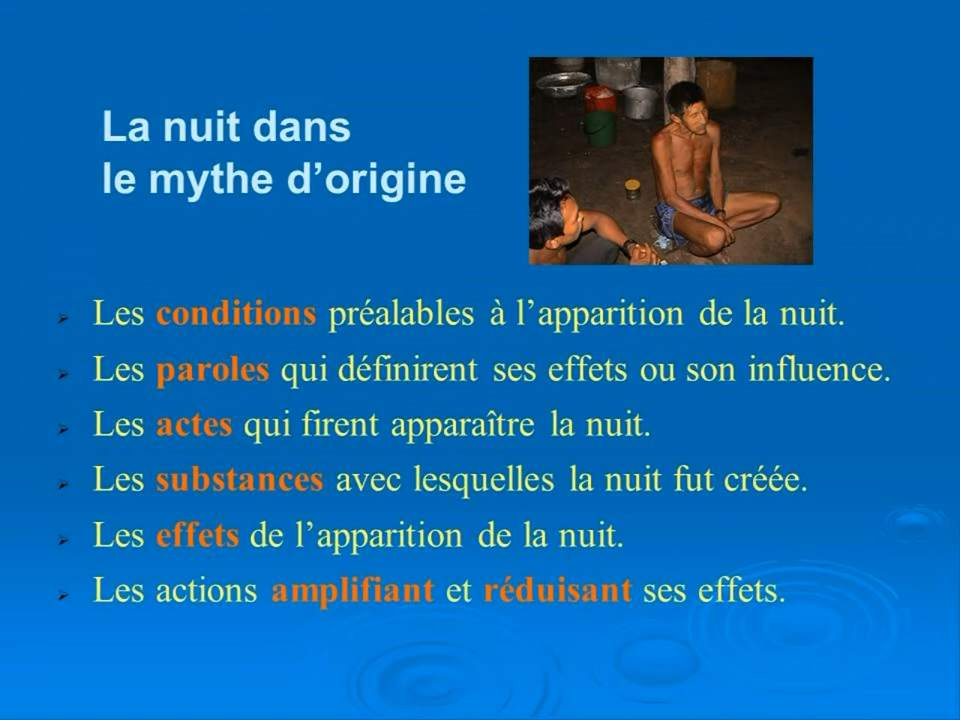 La nuit dans
le mythe d’origine
Les conditions préalables à l’apparition de la nuit.
Les paroles qui définirent ses effets ou son influence.
Les actes qui firent apparaître la nuit.
Les substances avec lesquelles la nuit fut créée.
Les effets de l’apparition de la nuit.
Les actions amplifiant et réduisant ses effets.